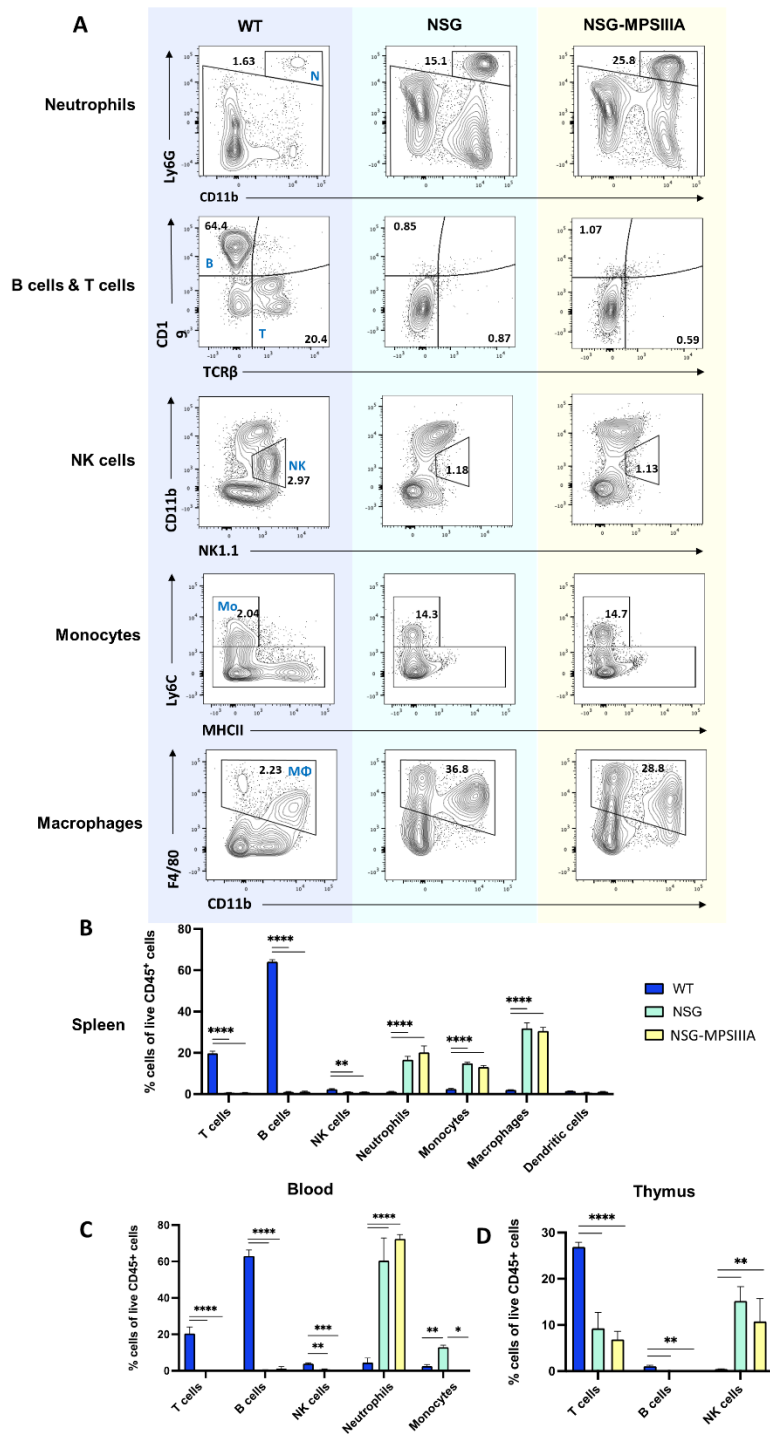 A
WT NSG NSG-MPSIIIA
Neutrophils
1.63
N
15.1
25.8
Ly6G
CD11b
B cells & T cells
64.4
B
T
20.4
0.85
0.87
1.07
0.59
CD1
9
TCRβ
NK cells
NK
2.97
1.18
1.13
CD11b
NK1.1
Monocytes
Mo
2.04
14.3
14.7
Ly6C
MHCII
Macrophages
2.23
MΦ
36.8
28.8
F4/80
CD11b
B
Spleen
% cells of live CD45⁺ cells
80
60
40
20
0
****
****
**
****
****
****
T cells
B cells
NK cells
Neutrophils
Monocytes
Macrophages
Dendritic cells
WT
NSG
NSG-MPSIIIA
Blood
C
% cells of live CD45+ cells
80
60
40
20
0
****
****
***
**
****
**
*
T cells
B cells
NK cells
Neutrophils
Monocytes
Thymus
D
% cells of live CD45+ cells
30
20
10
0
****
**
**
T cells
B cells
NK cells